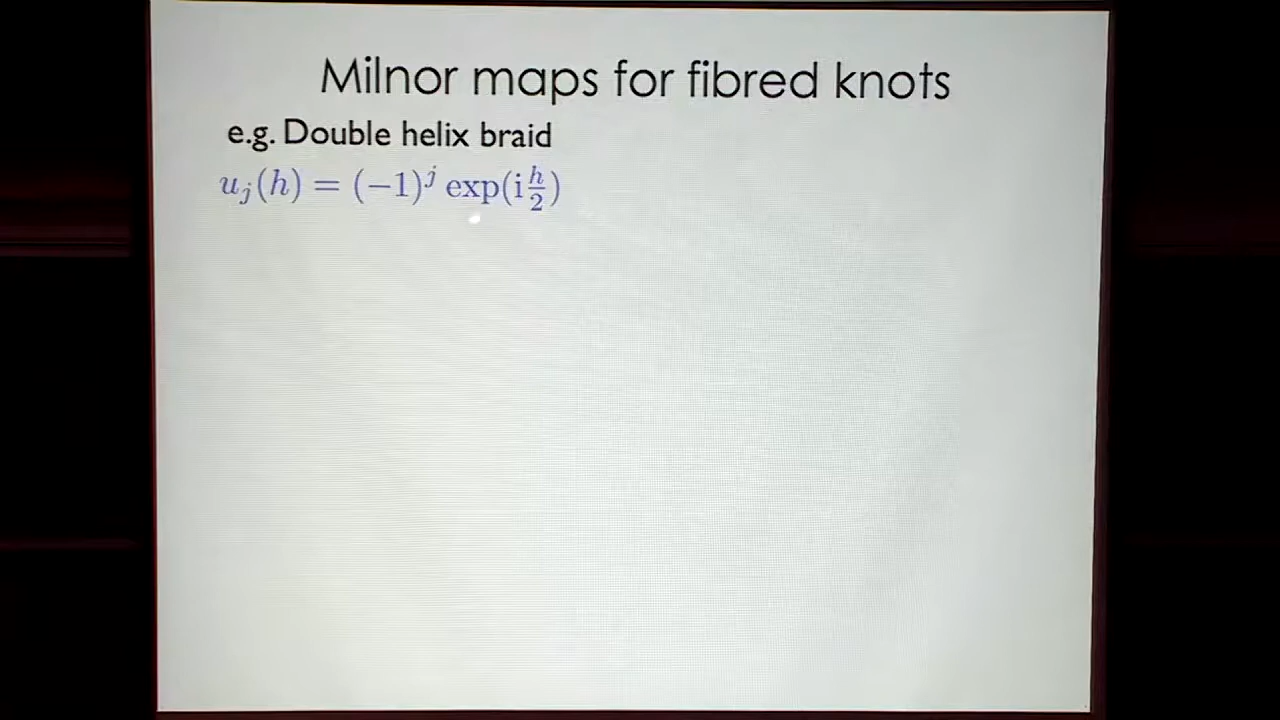 Milnor maps for fibred knots
e.g. Double helix braid
u_j(h) = (−1)^j exp(i h/2)